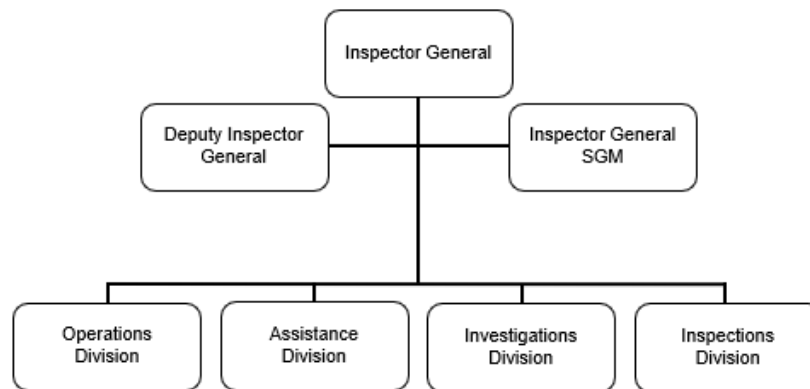 Inspector General
Deputy Inspector
General
Inspector General
SGM
Operations
Division
Assistance
Division
Investigations
Division
Inspections
Division